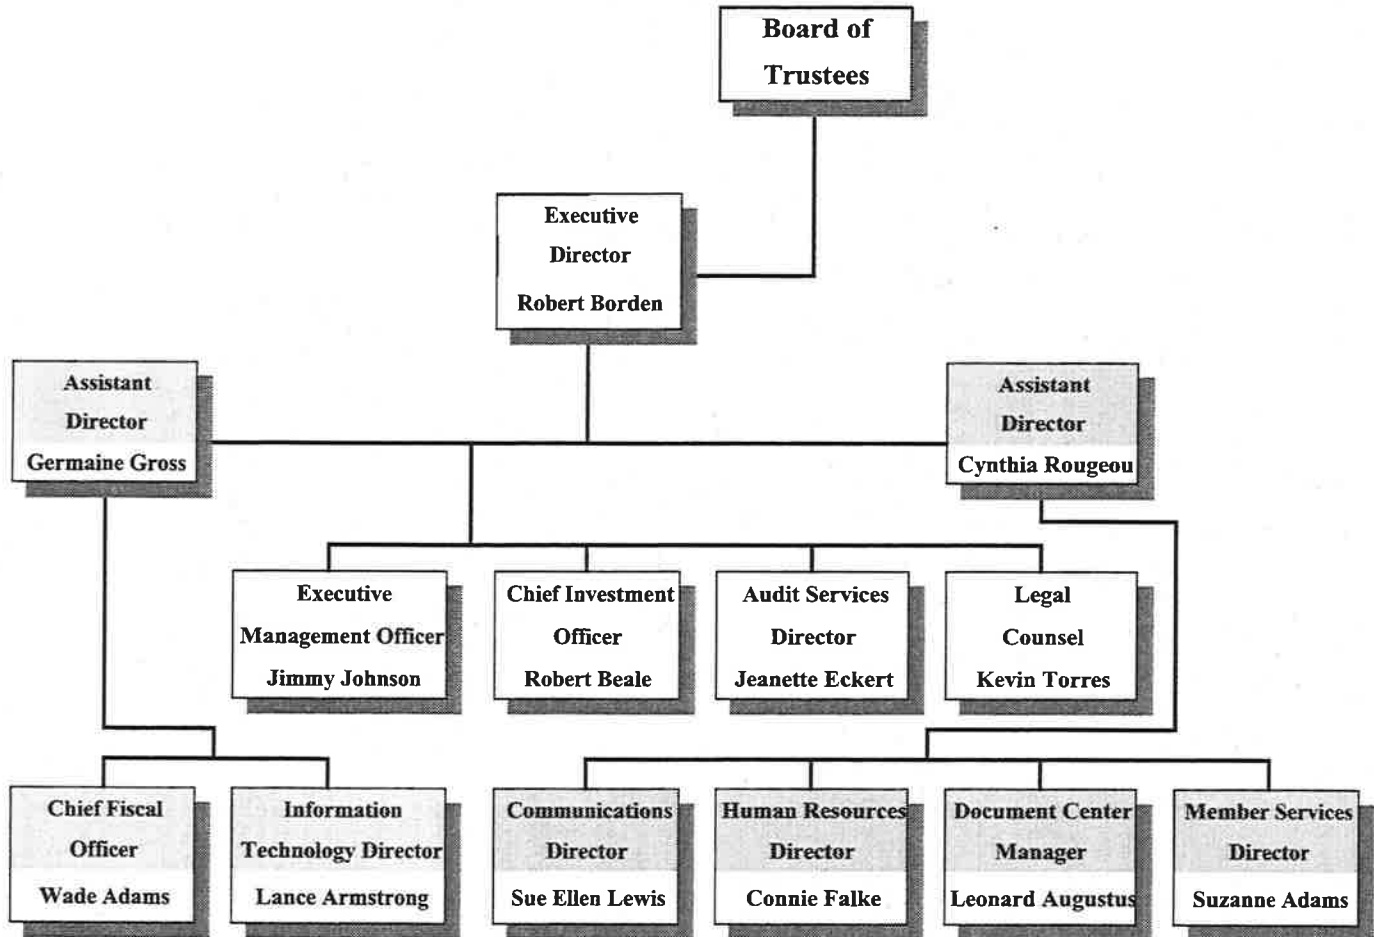 Board of
Trustees
Executive
Director
Robert Borden
Assistant
Director
Germaine Gross
Assistant
Director
Cynthia Rougeou
Executive
Management Officer
Jimmy Johnson
Chief Investment
Officer
Robert Beale
Audit Services
Director
Jeanette Eckert
Legal
Counsel
Kevin Torres
Chief Fiscal
Officer
Wade Adams
Information
Technology Director
Lance Armstrong
Communications
Director
Sue Ellen Lewis
Human Resources
Director
Connie Falke
Document Center
Manager
Leonard Augustus
Member Services
Director
Suzanne Adams